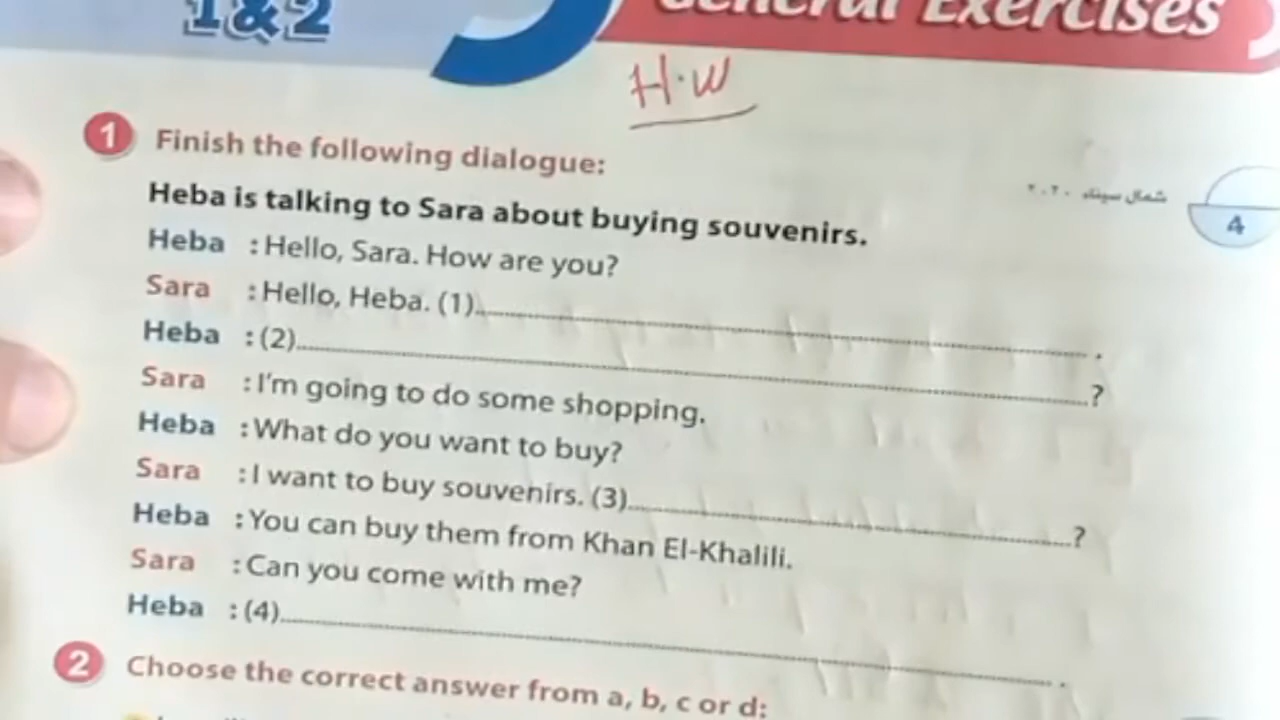 1&2
General Exercises
H.W
1 Finish the following dialogue:
شمال سيناء ٢٠٢٠
4
Heba is talking to Sara about buying souvenirs.
Heba : Hello, Sara. How are you?
Sara : Hello, Heba. (1)........................ .
Heba : (2)........................ ?
Sara : I'm going to do some shopping.
Heba : What do you want to buy?
Sara : I want to buy souvenirs. (3)........................ ?
Heba : You can buy them from Khan El-Khalili.
Sara : Can you come with me?
Heba : (4)........................ .
2 Choose the correct answer from a, b, c or d: